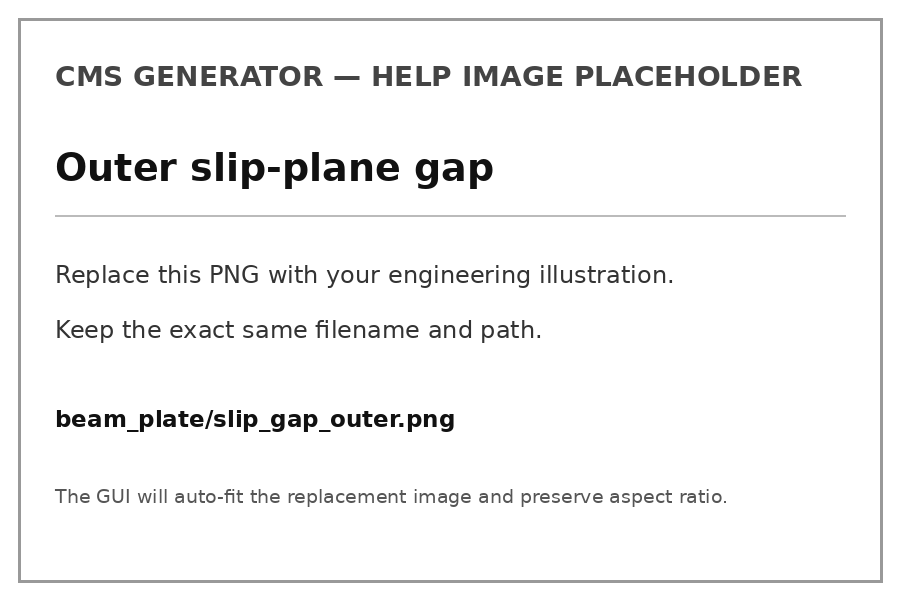 CMS GENERATOR — HELP IMAGE PLACEHOLDER
Outer slip-plane gap
Replace this PNG with your engineering illustration.
Keep the exact same filename and path.
beam_plate/slip_gap_outer.png
The GUI will auto-fit the replacement image and preserve aspect ratio.